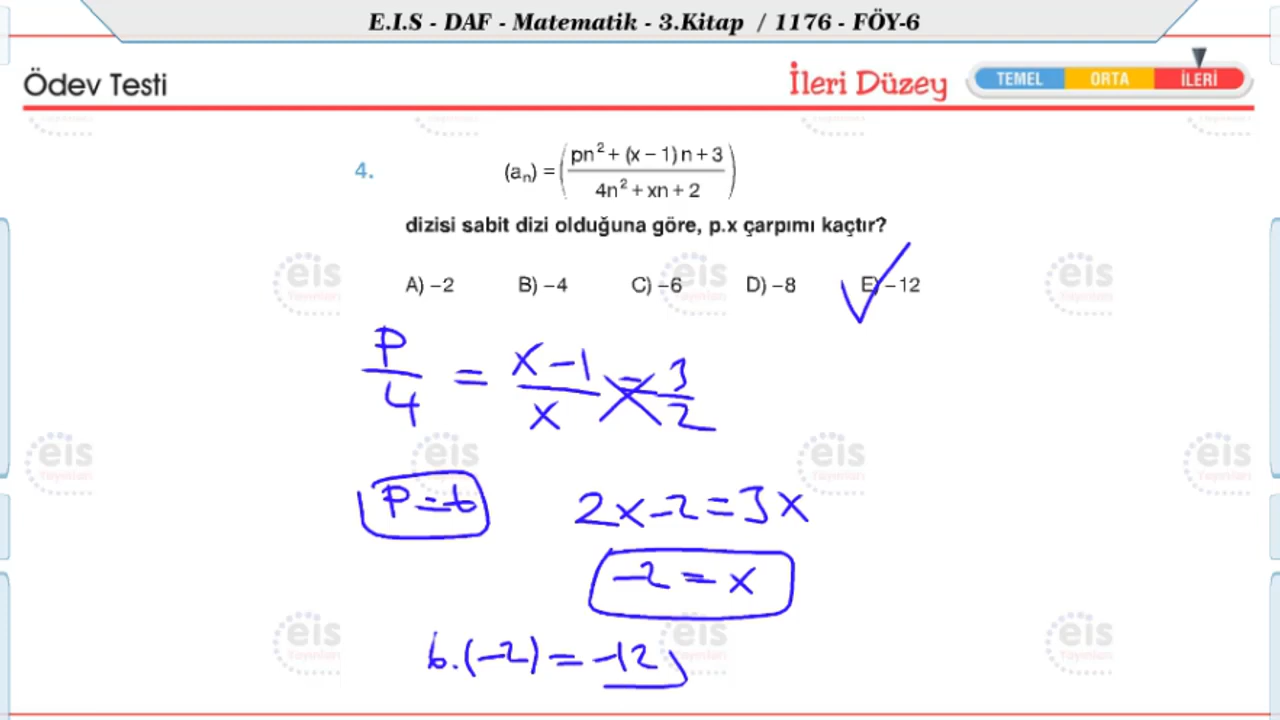 E.I.S - DAF - Matematik - 3.Kitap / 1176 - FÖY-6
Ödev Testi
İleri Düzey
TEMEL ORTA İLERİ
4. (aₙ) = ( (pn² + (x – 1) n + 3) / (4n² + xn + 2) )
dizisi sabit dizi olduğuna göre, p.x çarpımı kaçtır?
A) –2 B) –4 C) –6 D) –8 E) –12
P/4 = (x – 1)/x = 3/2
P = 6
2x – 2 = 3x
–2 = x
6.(–2) = –12
eis
Yayınları